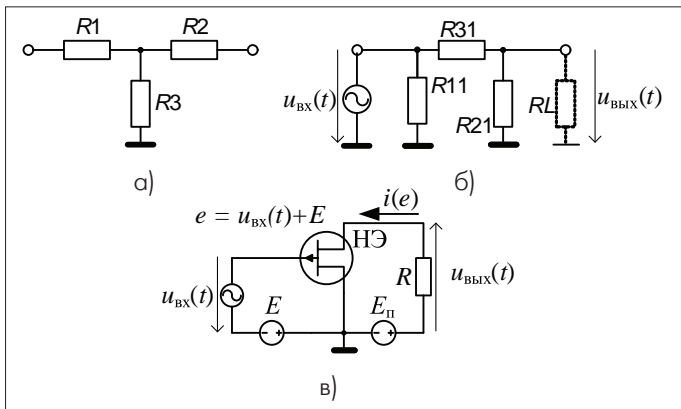 R1
R2
R3
а)
R31
R11
R21
RL
uвх(t)
uвых(t)
б)
e = uвх(t)+E
i(e)
НЭ
uвх(t)
E
Eп
R
uвых(t)
в)